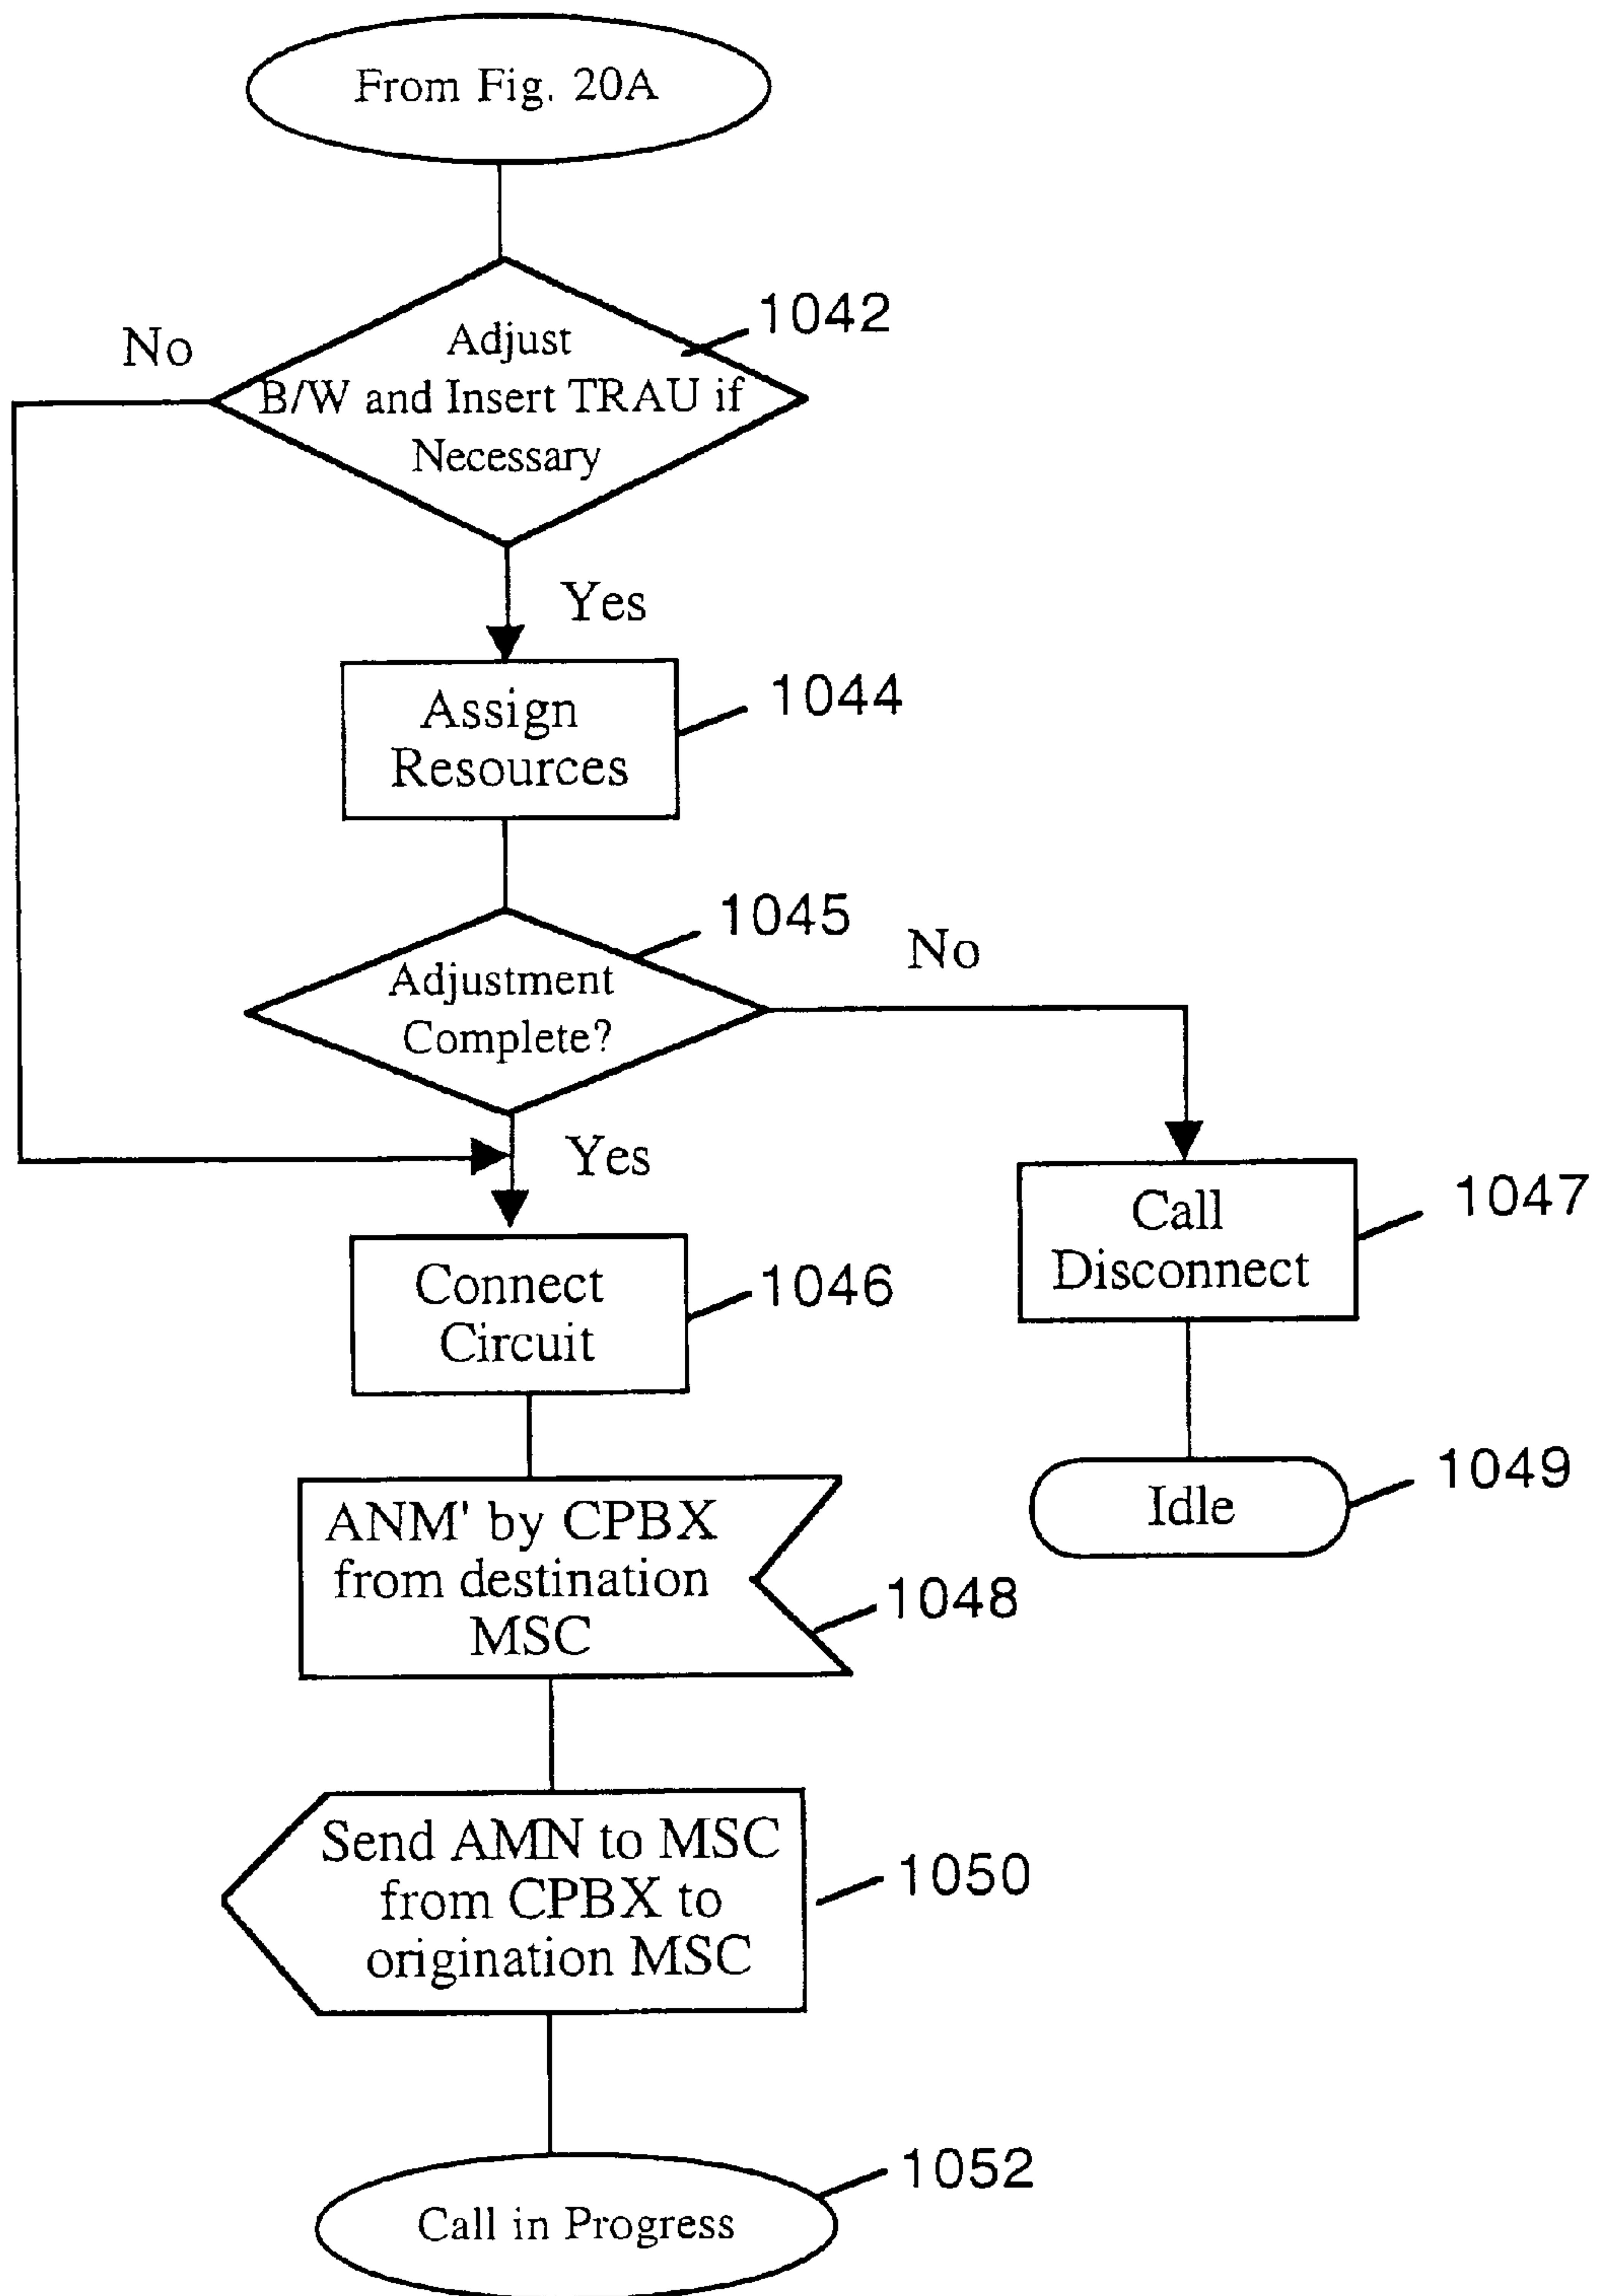 From Fig. 20A
1042
No
Adjust
B/W and Insert TRAU if
Necessary
Yes
Assign
Resources
1044
1045
No
Adjustment
Complete?
Yes
Call
Disconnect
1047
Connect
Circuit
1046
Idle
1049
ANM' by CPBX
from destination
MSC
1048
Send AMN to MSC
from CPBX to
origination MSC
1050
1052
Call in Progress